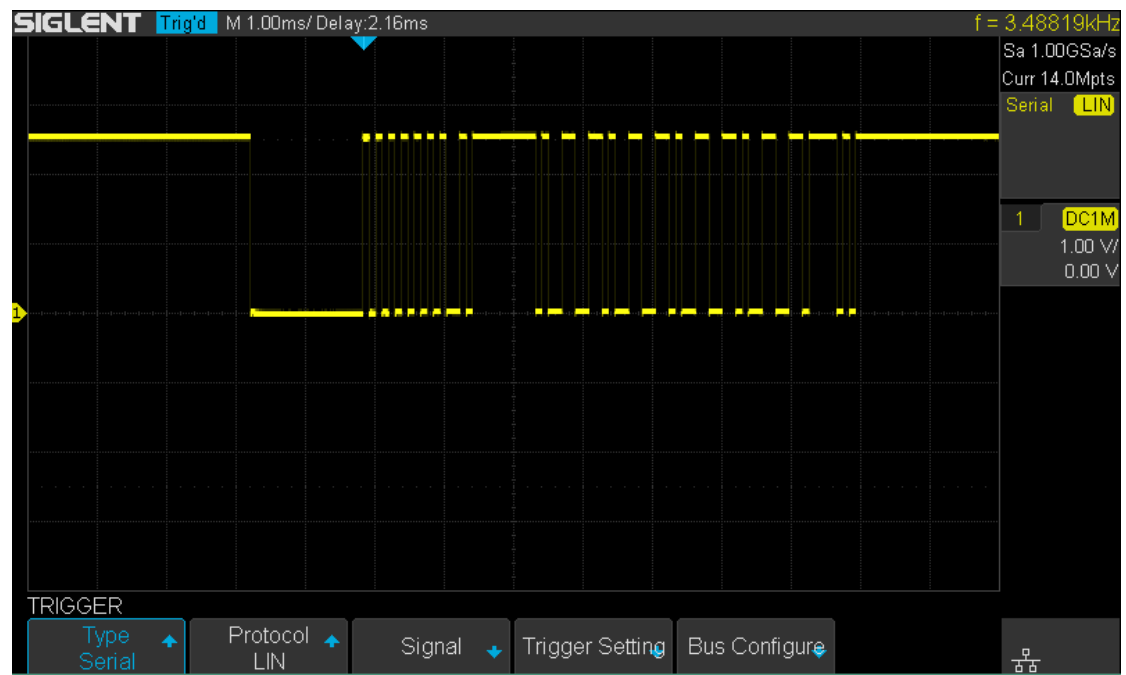 SIGLENT Trig'd M 1.00ms/ Delay:2.16ms f = 3.48819kHz
Sa 1.00GSa/s
Curr 14.0Mpts
Serial LIN
1 DC1M
1.00 V/
0.00 V
1
TRIGGER
Type Serial
Protocol LIN
Signal
Trigger Setting
Bus Configure